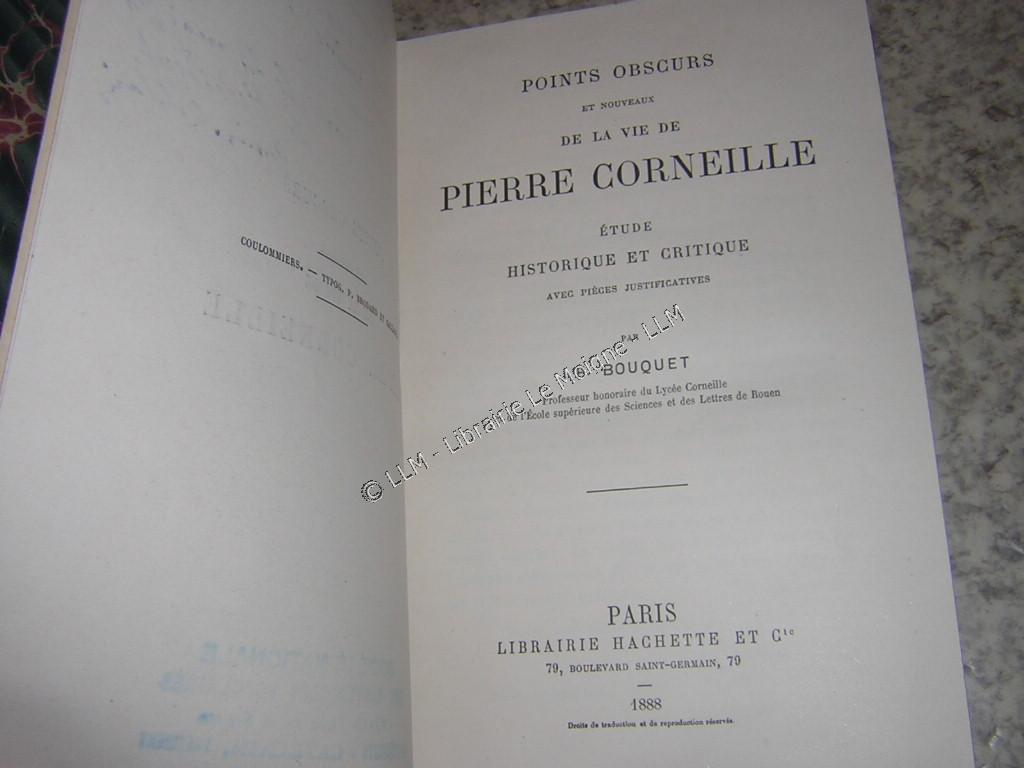 COULOMMIERS. — TYPOG. P. BRODARD ET
POINTS OBSCURS
ET NOUVEAUX
DE LA VIE DE
PIERRE CORNEILLE
ÉTUDE
HISTORIQUE ET CRITIQUE
AVEC PIÈCES JUSTIFICATIVES
PAR
BOUQUET
Professeur honoraire du Lycée Corneille
de l'École supérieure des Sciences et des Lettres de Rouen
© LLM - Librairie Le Moigne LLM
PARIS
LIBRAIRIE HACHETTE ET Cie
79, BOULEVARD SAINT-GERMAIN, 79
1888
Droits de traduction et de reproduction réservés.